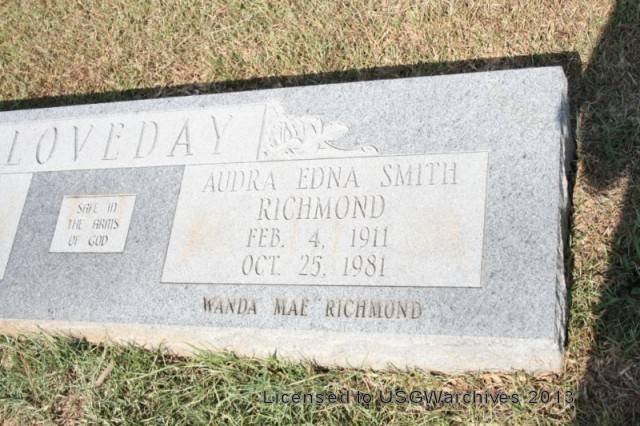 LOVEDAY
SAFE IN
THE ARMS
OF GOD
AUDRA EDNA SMITH
RICHMOND
FEB. 4, 1911
OCT. 25, 1981
WANDA MAE RICHMOND
Licensed to USGWarchives 2013